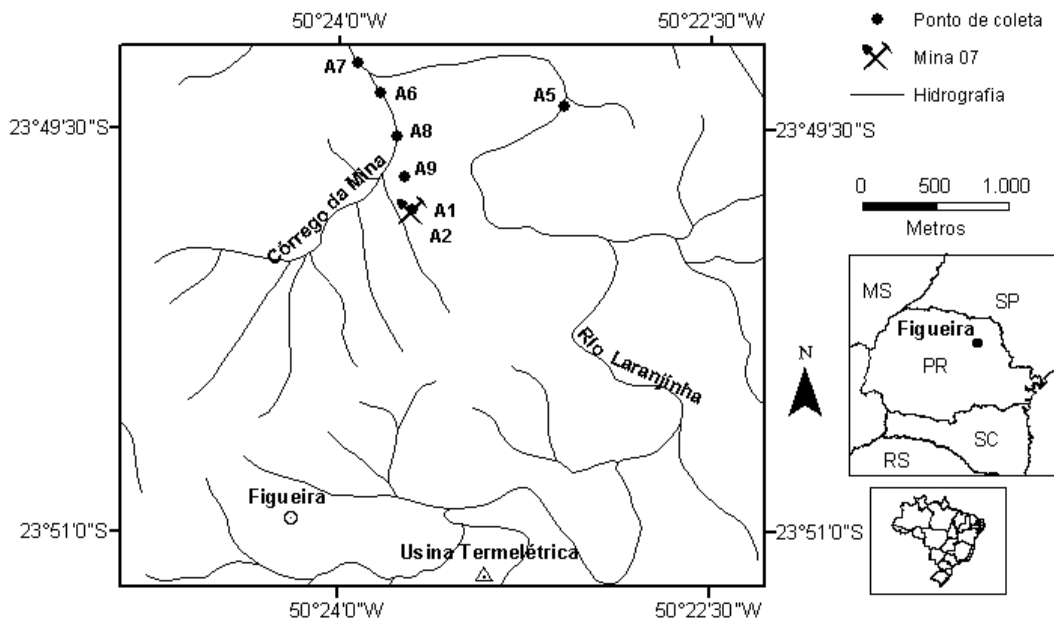 50°24'0"W
50°22'30"W
Ponto de coleta
Mina 07
Hidrografia
A7
A6
A5
A8
A9
A1
A2
23°49'30"S
23°49'30"S
Córrego da Mina
Rio Laranjinha
0 500 1.000
Metros
MS
SP
Figueira
PR
SC
RS
N
Figueira
Usina Termelétrica
23°51'0"S
23°51'0"S
50°24'0"W
50°22'30"W